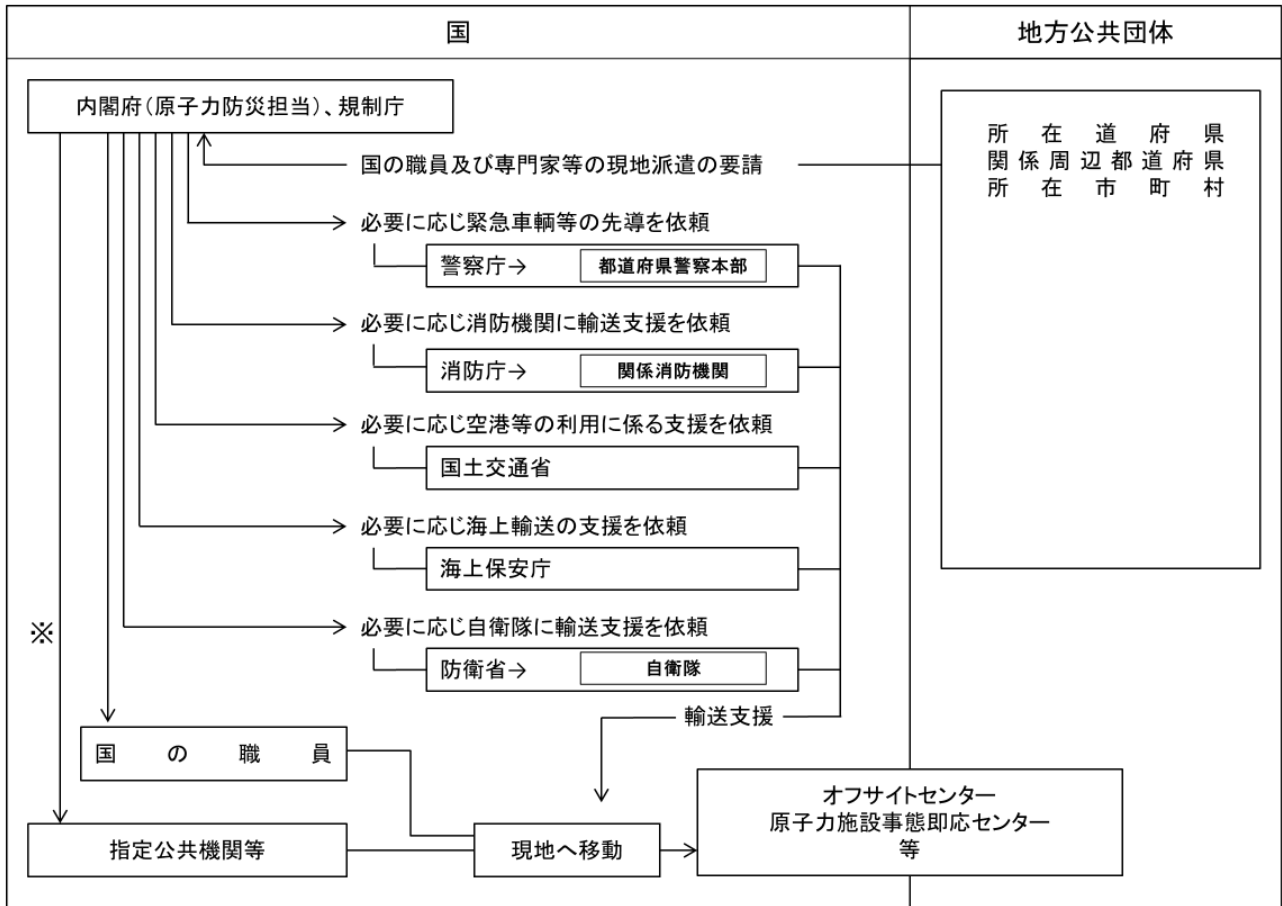 国
地方公共団体
内閣府(原子力防災担当)、規制庁
所在道府県
関係周辺都道府県
所在市町村
国の職員及び専門家等の現地派遣の要請
必要に応じ緊急車輌等の先導を依頼
警察庁→ 都道府県警察本部
必要に応じ消防機関に輸送支援を依頼
消防庁→ 関係消防機関
必要に応じ空港等の利用に係る支援を依頼
国土交通省
必要に応じ海上輸送の支援を依頼
海上保安庁
※
必要に応じ自衛隊に輸送支援を依頼
防衛省→ 自衛隊
輸送支援
国の職員
オフサイトセンター
原子力施設事態即応センター
等
指定公共機関等
現地へ移動